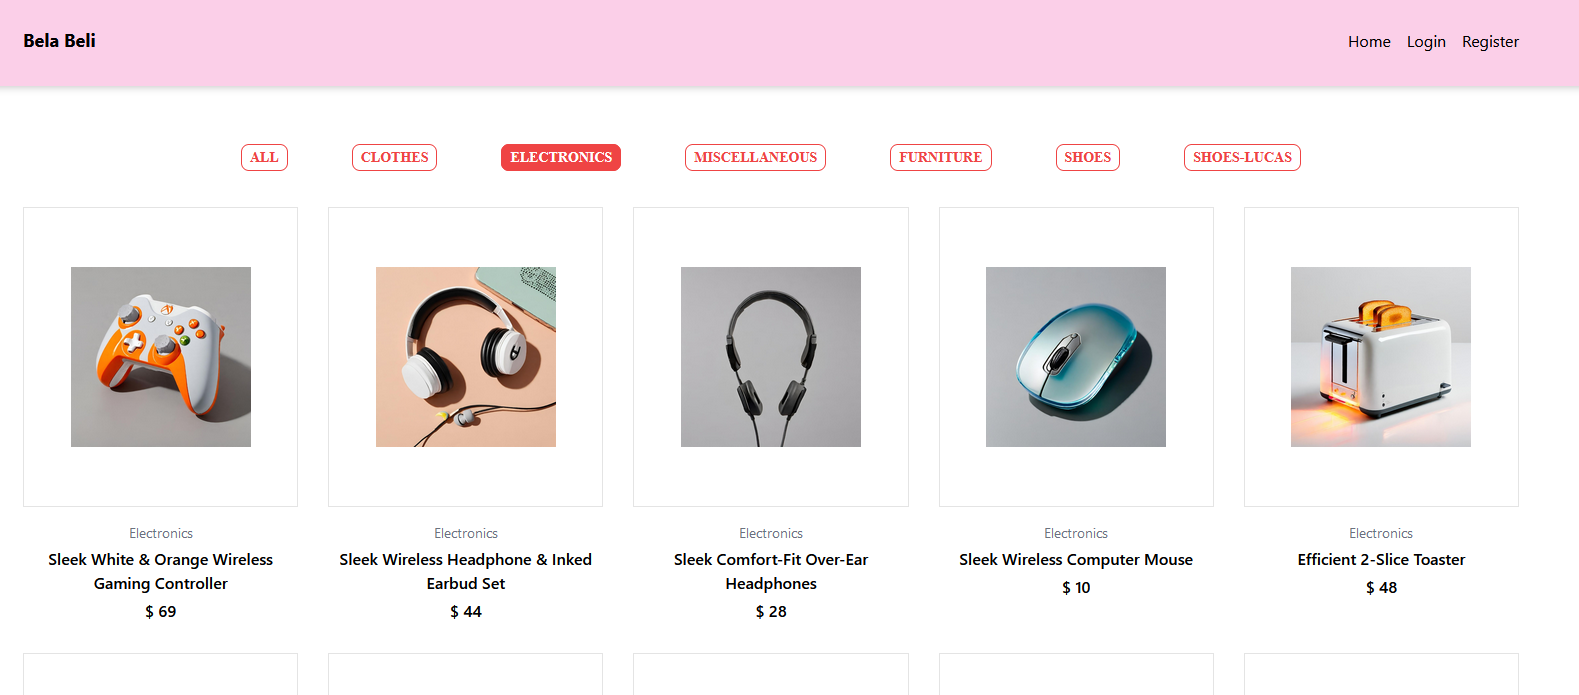 Bela Beli
Home Login Register
ALL CLOTHES ELECTRONICS MISCELLANEOUS FURNITURE SHOES SHOES-LUCAS
Electronics
Sleek White & Orange Wireless
Gaming Controller
$ 69
Electronics
Sleek Wireless Headphone & Inked
Earbud Set
$ 44
Electronics
Sleek Comfort-Fit Over-Ear
Headphones
$ 28
Electronics
Sleek Wireless Computer Mouse
$ 10
Electronics
Efficient 2-Slice Toaster
$ 48